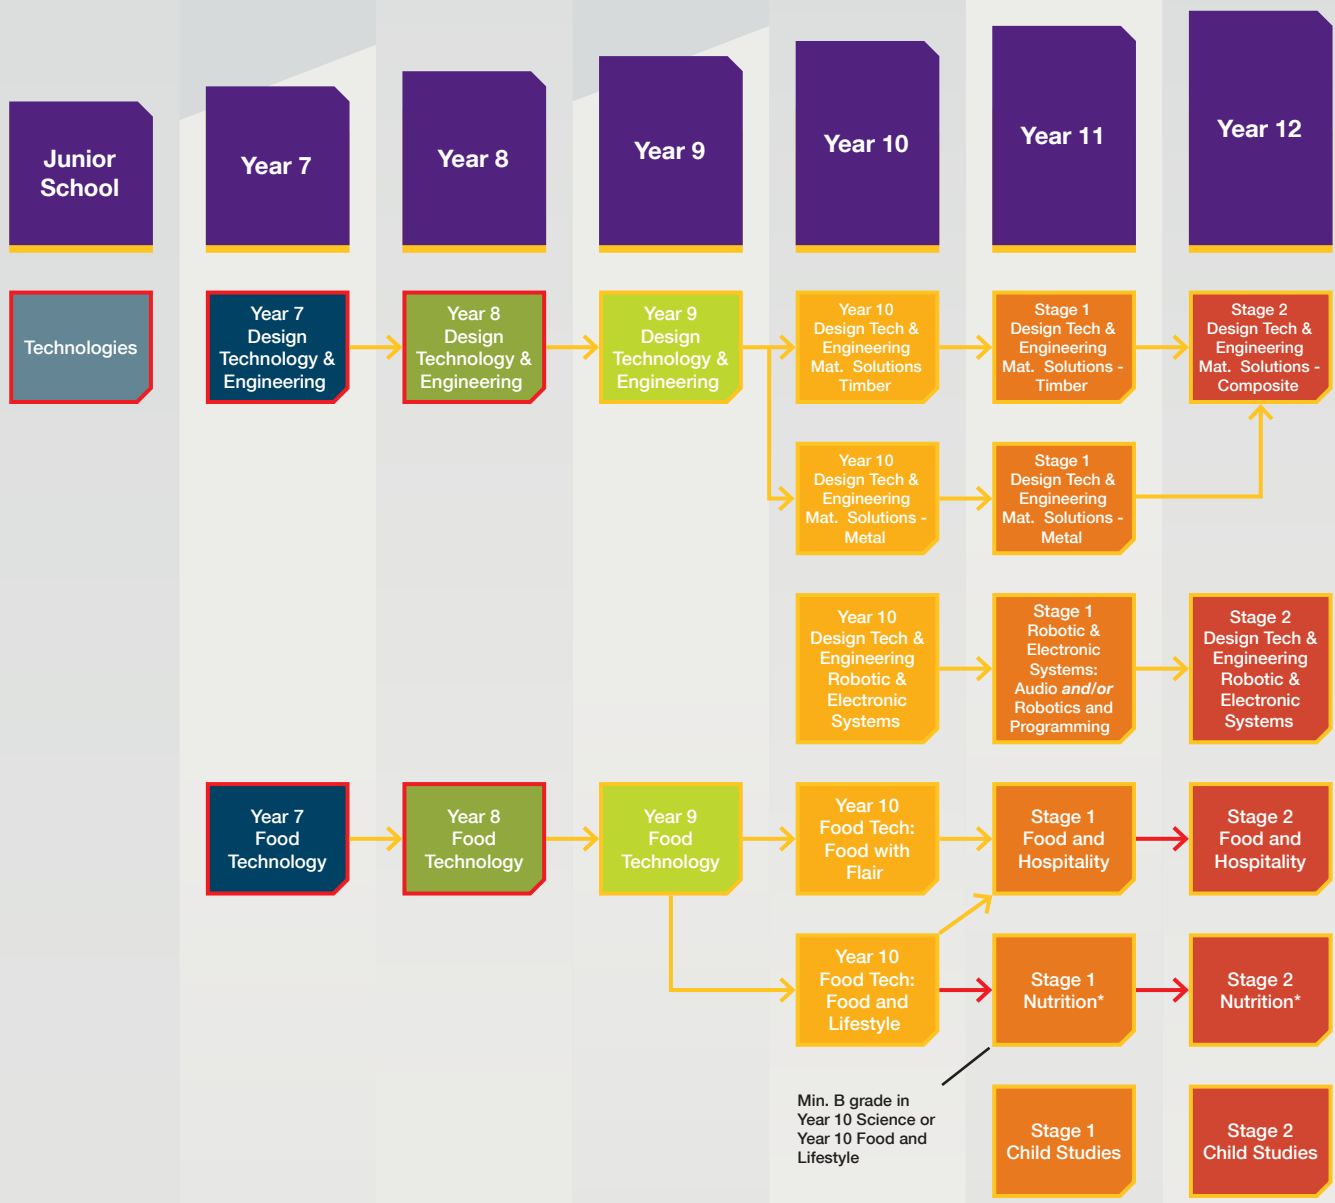 Junior
School
Year 7
Year 8
Year 9
Year 10
Year 11
Year 12
Technologies
Year 7
Design
Technology &
Engineering
Year 8
Design
Technology &
Engineering
Year 9
Design
Technology &
Engineering
Year 10
Design Tech &
Engineering
Mat. Solutions
Timber
Stage 1
Design Tech &
Engineering
Mat. Solutions -
Timber
Stage 2
Design Tech &
Engineering
Mat. Solutions -
Composite
Year 10
Design Tech &
Engineering
Mat. Solutions -
Metal
Stage 1
Design Tech &
Engineering
Mat. Solutions -
Metal
Year 10
Design Tech &
Engineering
Robotic &
Electronic
Systems
Stage 1
Robotic &
Electronic
Systems:
Audio and/or
Robotics and
Programming
Stage 2
Design Tech &
Engineering
Robotic &
Electronic
Systems
Year 7
Food
Technology
Year 8
Food
Technology
Year 9
Food
Technology
Year 10
Food Tech:
Food with
Flair
Stage 1
Food and
Hospitality
Stage 2
Food and
Hospitality
Year 10
Food Tech:
Food and
Lifestyle
Stage 1
Nutrition*
Stage 2
Nutrition*
Min. B grade in
Year 10 Science or
Year 10 Food and
Lifestyle
Stage 1
Child Studies
Stage 2
Child Studies